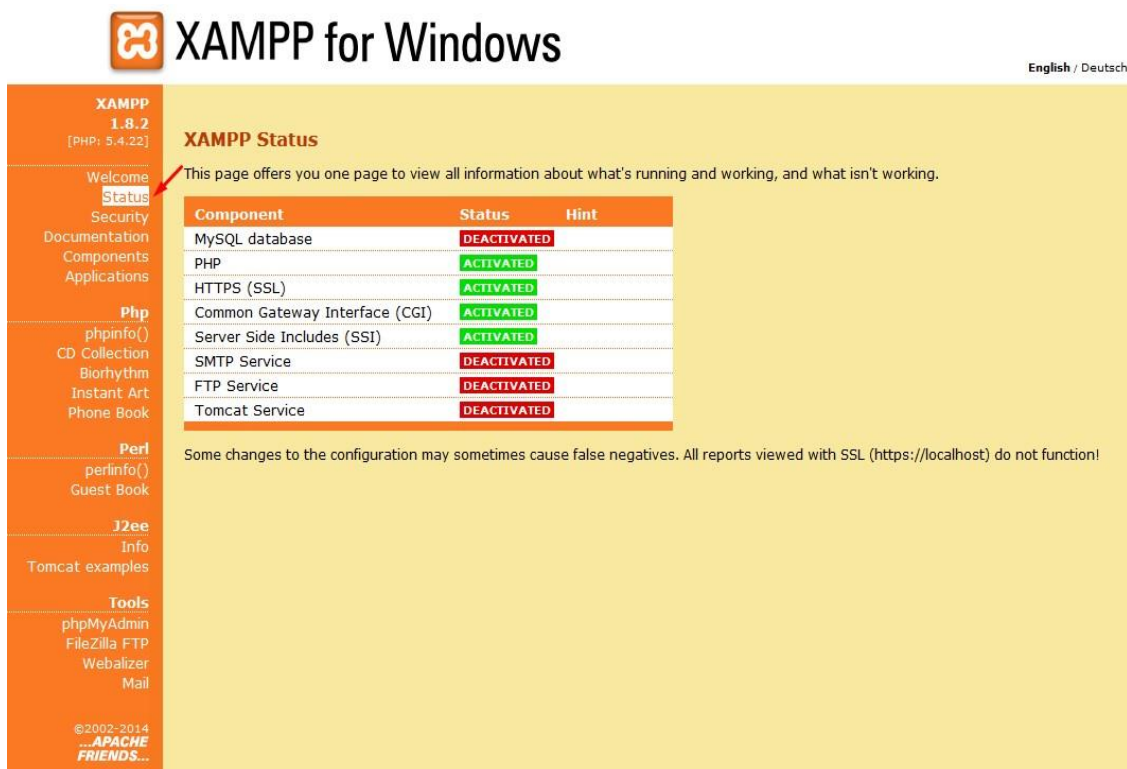 XAMPP for Windows
English / Deutsch
XAMPP
1.8.2
[PHP: 5.4.22]
Welcome
Status
Security
Documentation
Components
Applications
Php
phpinfo()
CD Collection
Biorhythm
Instant Art
Phone Book
Perl
perlinfo()
Guest Book
J2ee
Info
Tomcat examples
Tools
phpMyAdmin
FileZilla FTP
Webalizer
Mail
©2002-2014
...APACHE
FRIENDS...
XAMPP Status
This page offers you one page to view all information about what's running and working, and what isn't working.
Component Status Hint
MySQL database DEACTIVATED
PHP ACTIVATED
HTTPS (SSL) ACTIVATED
Common Gateway Interface (CGI) ACTIVATED
Server Side Includes (SSI) ACTIVATED
SMTP Service DEACTIVATED
FTP Service DEACTIVATED
Tomcat Service DEACTIVATED
Some changes to the configuration may sometimes cause false negatives. All reports viewed with SSL (https://localhost) do not function!